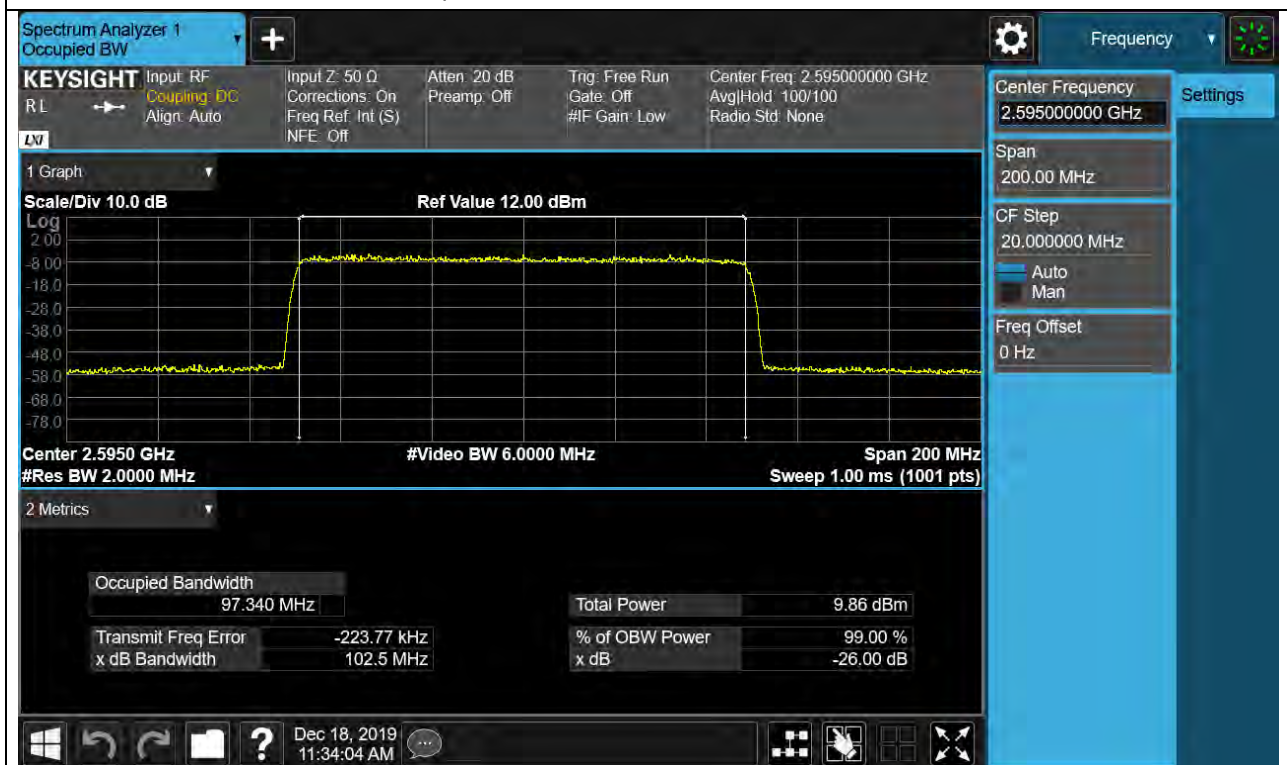 Spectrum Analyzer 1
Occupied BW
Frequency
KEYSIGHT
R L
LXI
Input: RF
Coupling: DC
Align: Auto
Input Z: 50 Ω
Corrections: On
Freq Ref: Int (S)
NFE: Off
Atten: 20 dB
Preamp: Off
Trig: Free Run
Gate: Off
#IF Gain: Low
Center Freq: 2.595000000 GHz
Avg|Hold: 100/100
Radio Std: None
Center Frequency
2.595000000 GHz
Settings
Span
200.00 MHz
CF Step
20.000000 MHz
Auto
Man
Freq Offset
0 Hz
1 Graph
Scale/Div 10.0 dB
Ref Value 12.00 dBm
Log
2.00
-8.00
-18.0
-28.0
-38.0
-48.0
-58.0
-68.0
-78.0
Center 2.5950 GHz
#Video BW 6.0000 MHz
Span 200 MHz
#Res BW 2.0000 MHz
Sweep 1.00 ms (1001 pts)
2 Metrics
Occupied Bandwidth
97.340 MHz
Total Power 9.86 dBm
Transmit Freq Error -223.77 kHz
% of OBW Power 99.00 %
x dB Bandwidth 102.5 MHz
x dB -26.00 dB
Dec 18, 2019
11:34:04 AM